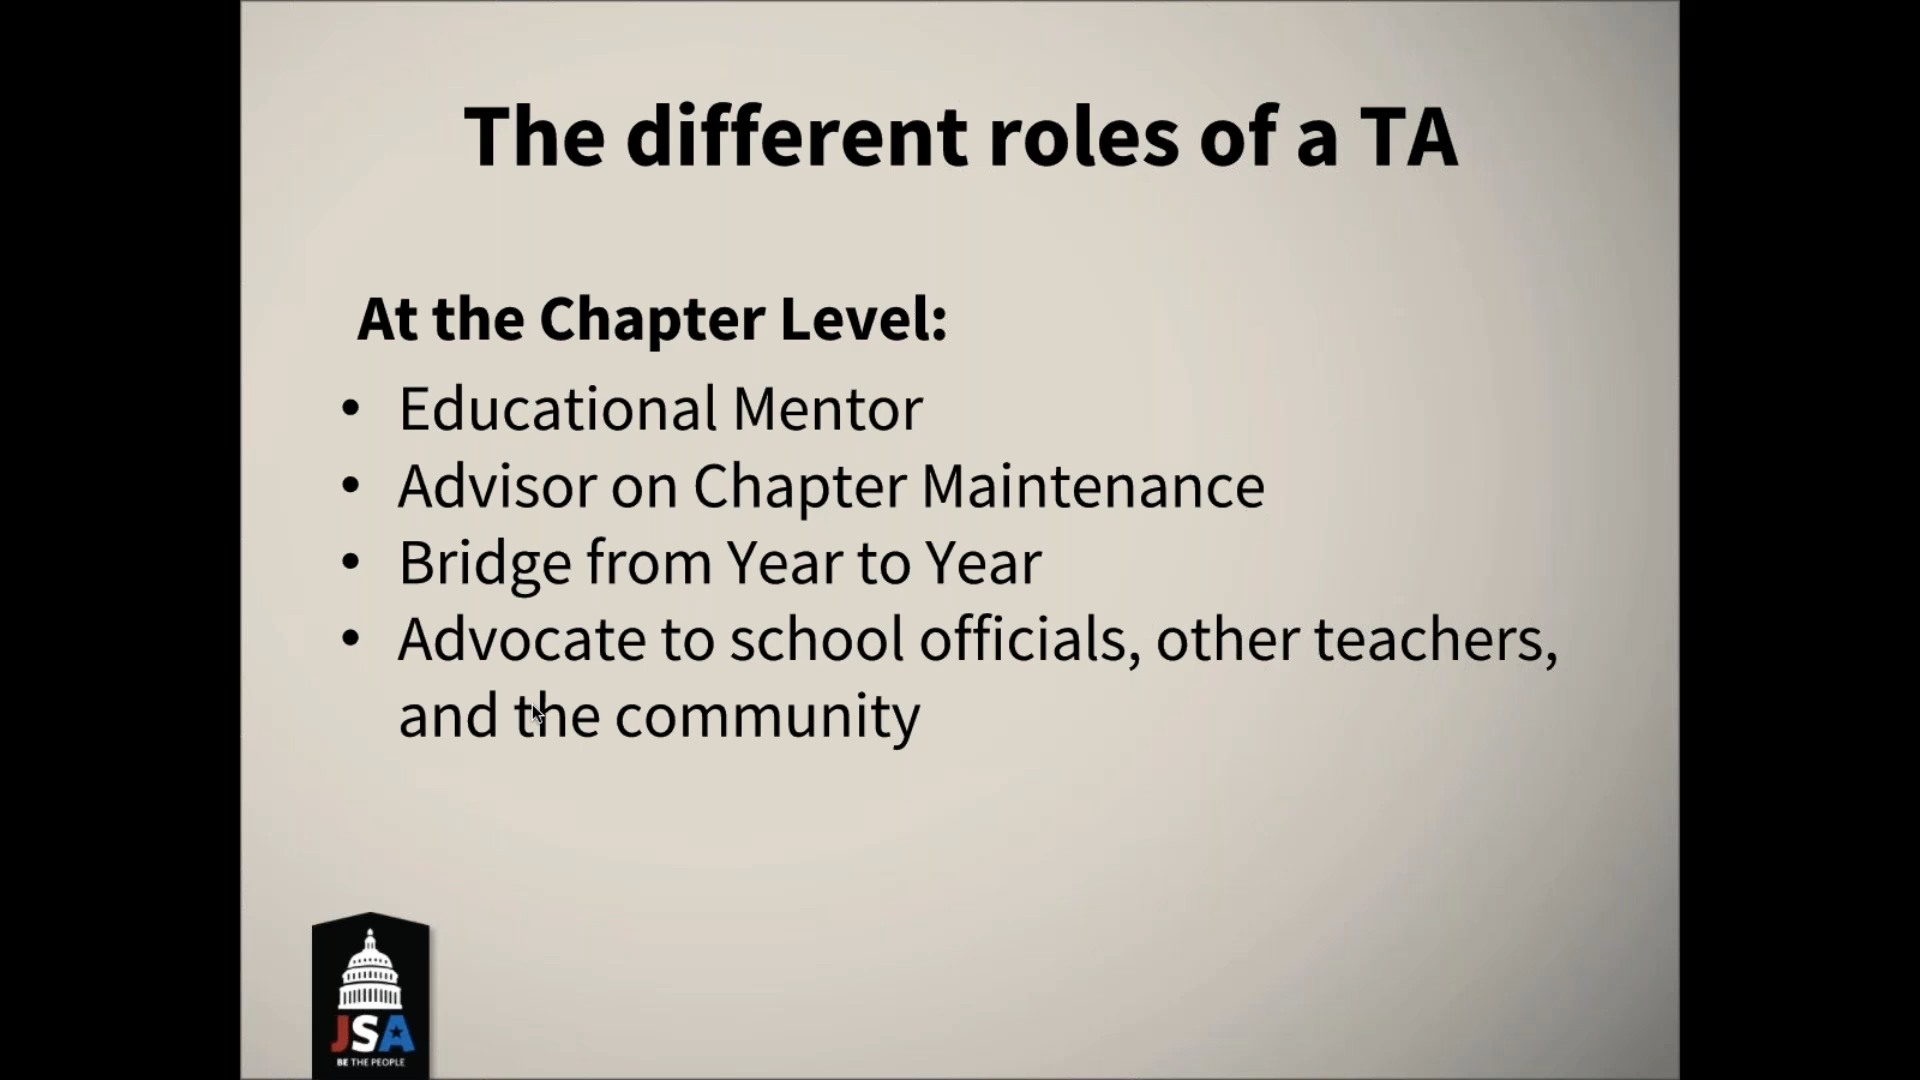 The different roles of a TA
At the Chapter Level:
• Educational Mentor
• Advisor on Chapter Maintenance
• Bridge from Year to Year
• Advocate to school officials, other teachers,
and the community
JSA
BE THE PEOPLE